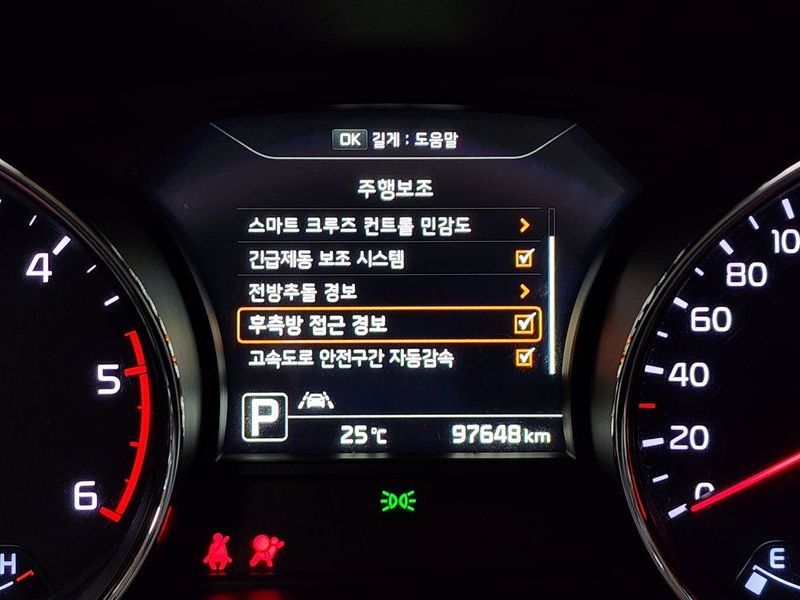 OK 길게 : 도움말
주행보조
스마트 크루즈 컨트롤 민감도
긴급제동 보조 시스템
전방추돌 경보
후측방 접근 경보
고속도로 안전구간 자동감속
P
25℃ 97648 km
4
5
6
H
100
80
60
40
20
0
E